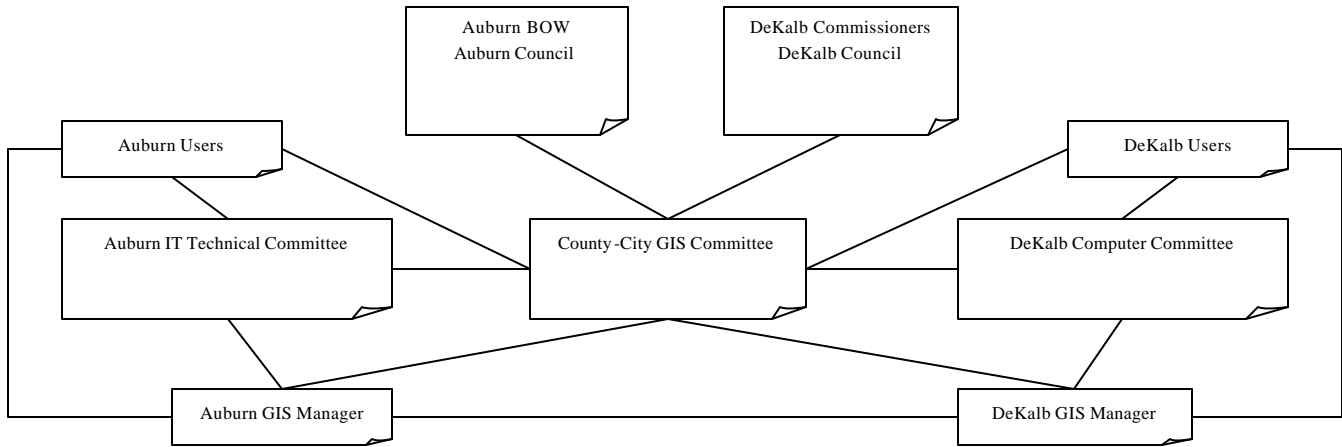 Auburn BOW
Auburn Council
DeKalb Commissioners
DeKalb Council
Auburn Users
DeKalb Users
Auburn IT Technical Committee
County-City GIS Committee
DeKalb Computer Committee
Auburn GIS Manager
DeKalb GIS Manager